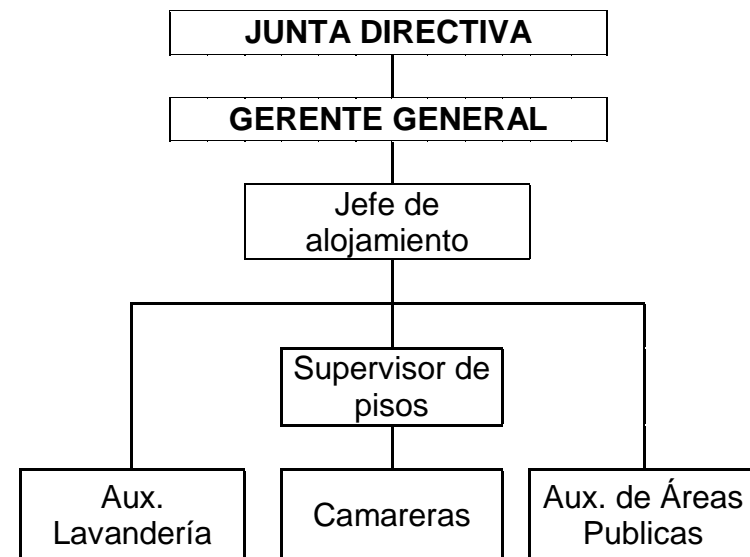 JUNTA DIRECTIVA
GERENTE GENERAL
Jefe de
alojamiento
Supervisor de
pisos
Aux.
Lavandería
Camareras
Aux. de Áreas
Publicas